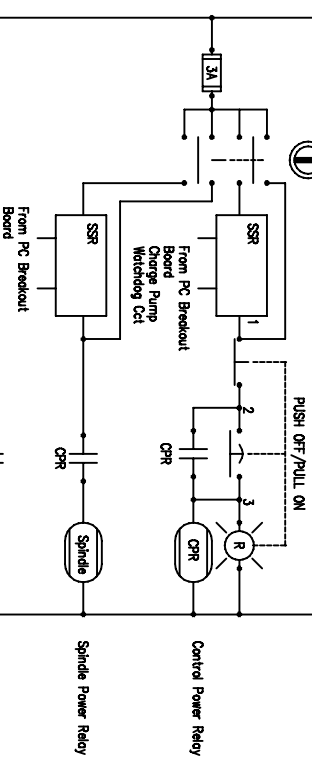 3A
SSR
From PC Breakout
Board
Charge Pump
Watchdog Cct
1
PUSH OFF/PULL ON
2
3
CPR
R
CPR
Control Power Relay
SSR
From PC Breakout
Board
CPR
Spindle
Spindle Power Relay